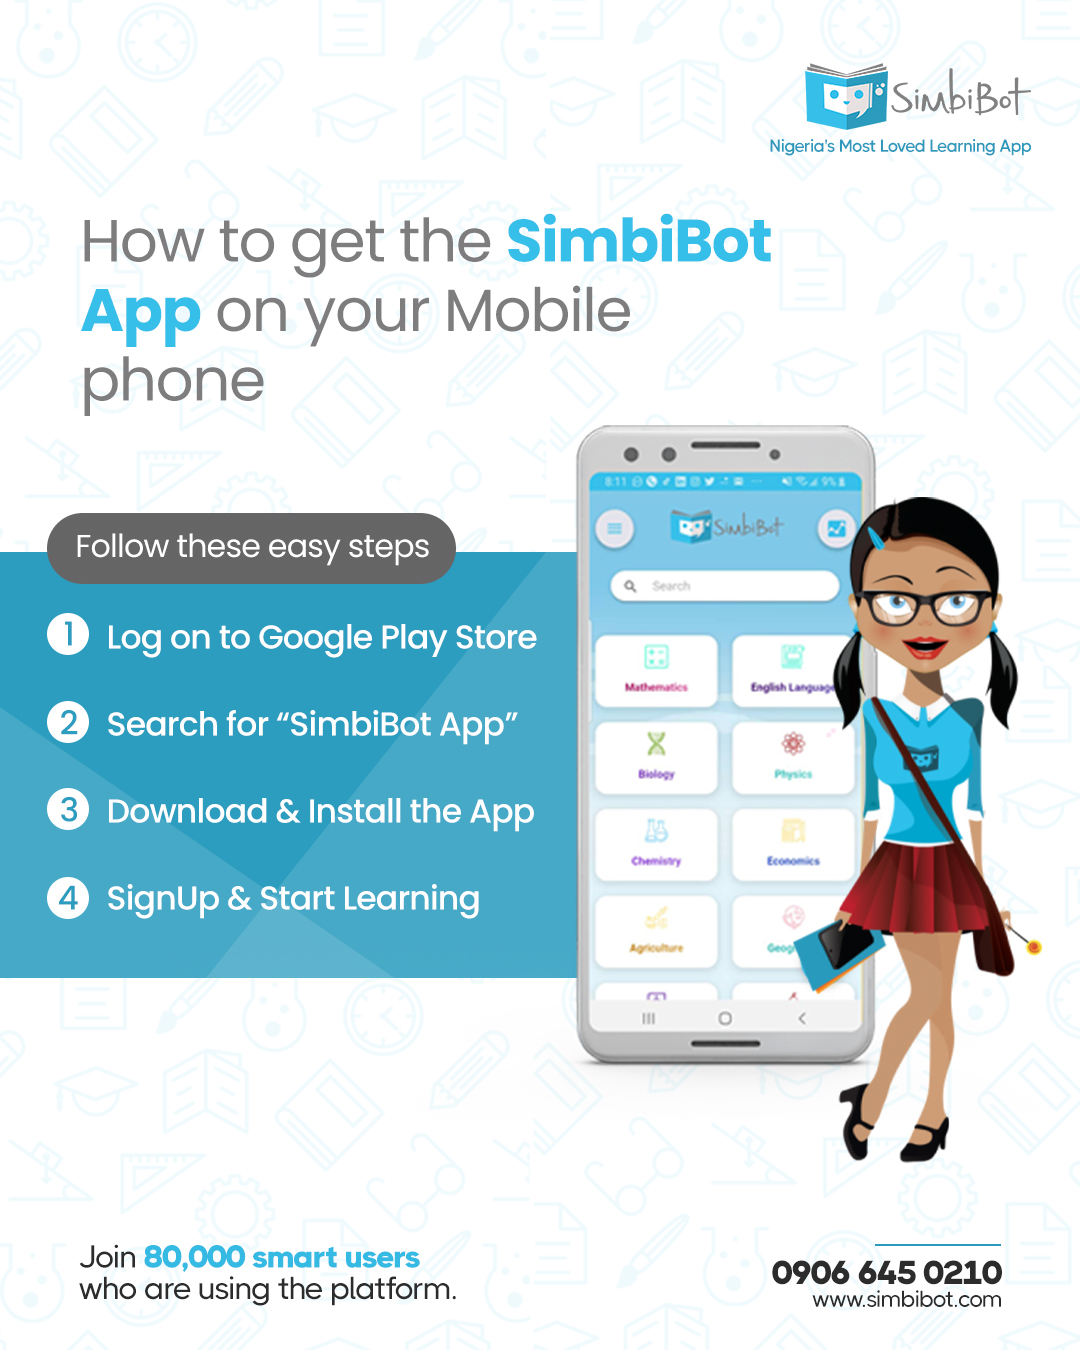 SimbiBot
Nigeria's Most Loved Learning App
How to get the SimbiBot
App on your Mobile
phone
Follow these easy steps
1 Log on to Google Play Store
2 Search for “SimbiBot App”
3 Download & Install the App
4 SignUp & Start Learning
8:11 9%
SimbiBot
Search
Mathematics English Language
Biology Physics
Chemistry Economics
Agriculture Geog
Join 80,000 smart users
who are using the platform.
0906 645 0210
www.simbibot.com